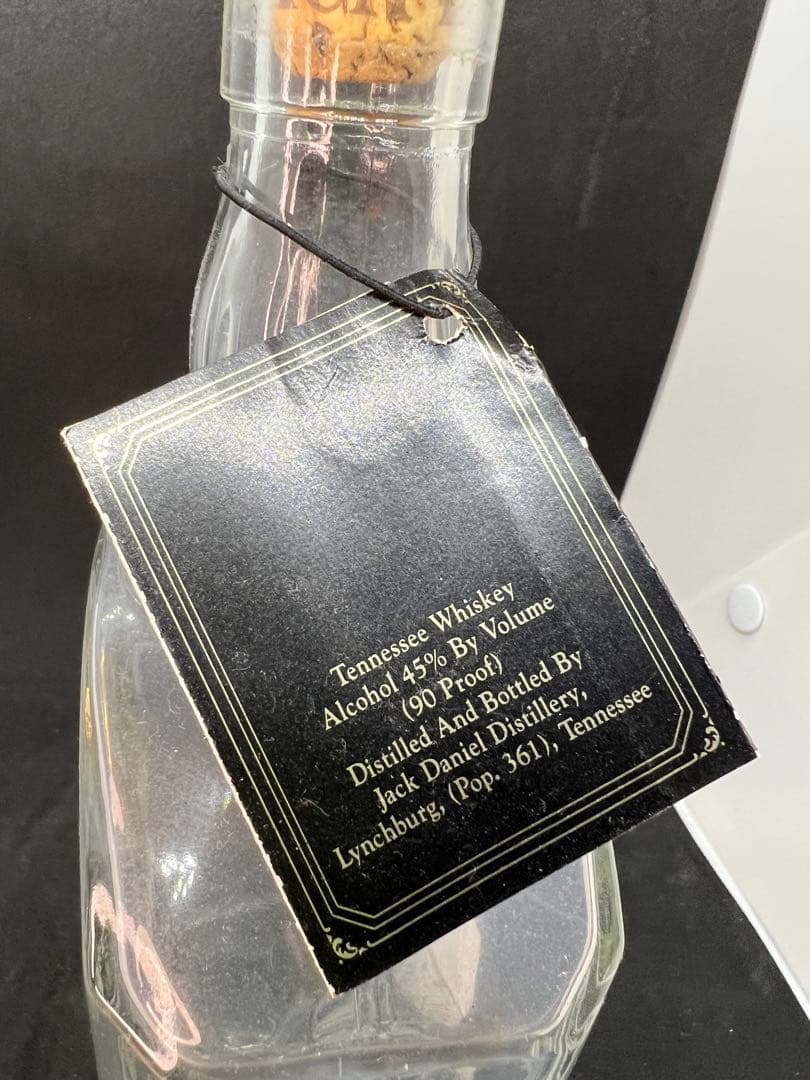 Tennessee Whiskey
Alcohol 45% By Volume
(90 Proof)
Distilled And Bottled By
Jack Daniel Distillery,
Lynchburg, (Pop. 361), Tennessee